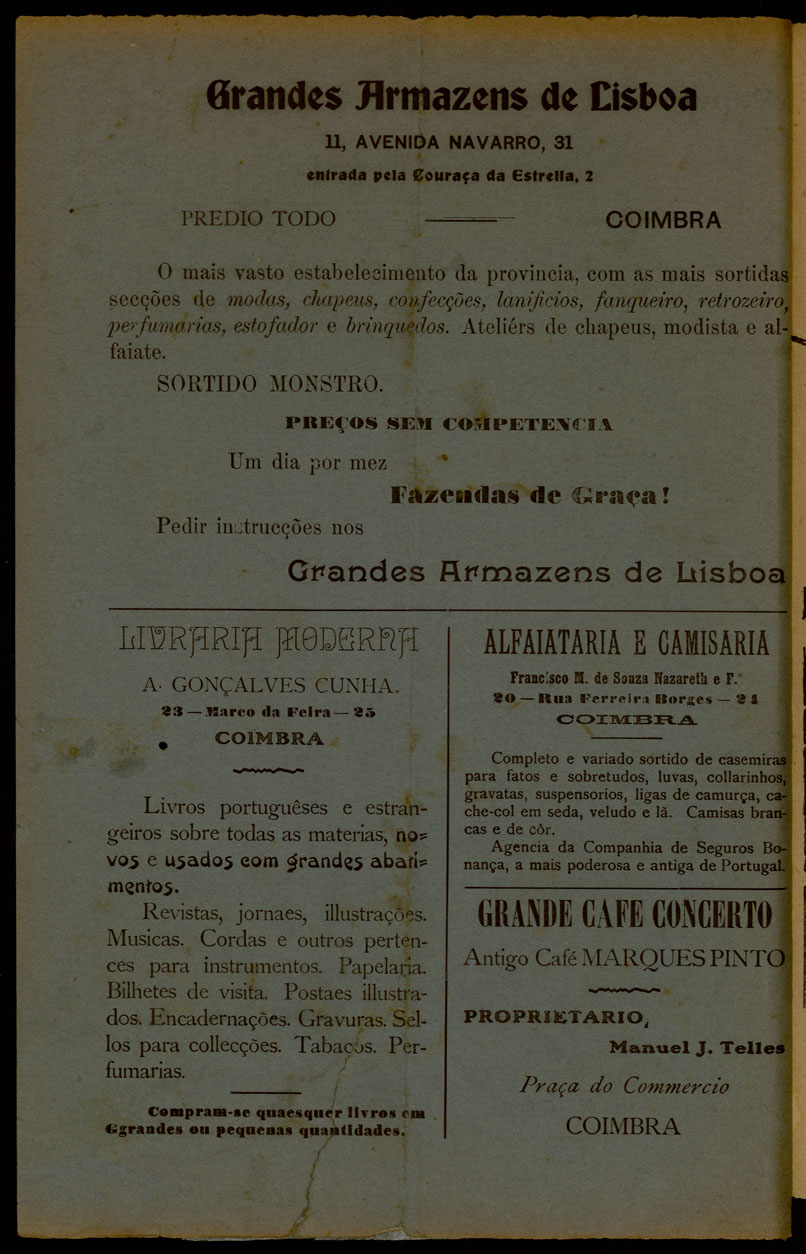 Grandes Armazens de Lisboa
11, AVENIDA NAVARRO, 31
entrada pela Couraça da Estrella, 2
PREDIO TODO COIMBRA
O mais vasto estabelecimento da provincia, com as mais sortidas
secções de modas, chapeus, confecções, lanificios, fanqueiro, retrozeiro,
perfumarias, estofador e brinquedos. Ateliérs de chapeus, modista e al-
faiate.
SORTIDO MONSTRO.
PREÇOS SEM COMPETENCIA
Um dia por mez
Fazendas de Graça!
Pedir instrucções nos
Grandes Armazens de Lisboa
LIVRARIA MODERNA
A. GONÇALVES CUNHA.
23 — Marco da Feira — 25
COIMBRA
Livros portuguêses e estran-
geiros sobre todas as materias, no=
vos e usados com grandes abati=
mentos.
Revistas, jornaes, illustrações.
Musicas. Cordas e outros perten-
ces para instrumentos. Papelaria.
Bilhetes de visita. Postaes illustra-
dos. Encadernações. Gravuras. Sel-
los para collecções. Tabacos. Per-
fumarias.
Compram-se quaesquer livros em
Ggrandes ou pequenas quantidades.
ALFAIATARIA E CAMISARIA
Francisco M. de Souza Nazareth e F.º
20 — Rua Ferreira Borges — 24
COIMBRA
Completo e variado sortido de casemiras
para fatos e sobretudos, luvas, collarinhos,
gravatas, suspensorios, ligas de camurça, ca-
che-col em seda, veludo e lã. Camisas bran-
cas e de côr.
Agencia da Companhia de Seguros Bo-
nança, a mais poderosa e antiga de Portugal.
GRANDE CAFE CONCERTO
Antigo Café MARQUES PINTO
PROPRIETARIO,
Manuel J. Telles
Praça do Commercio
COIMBRA